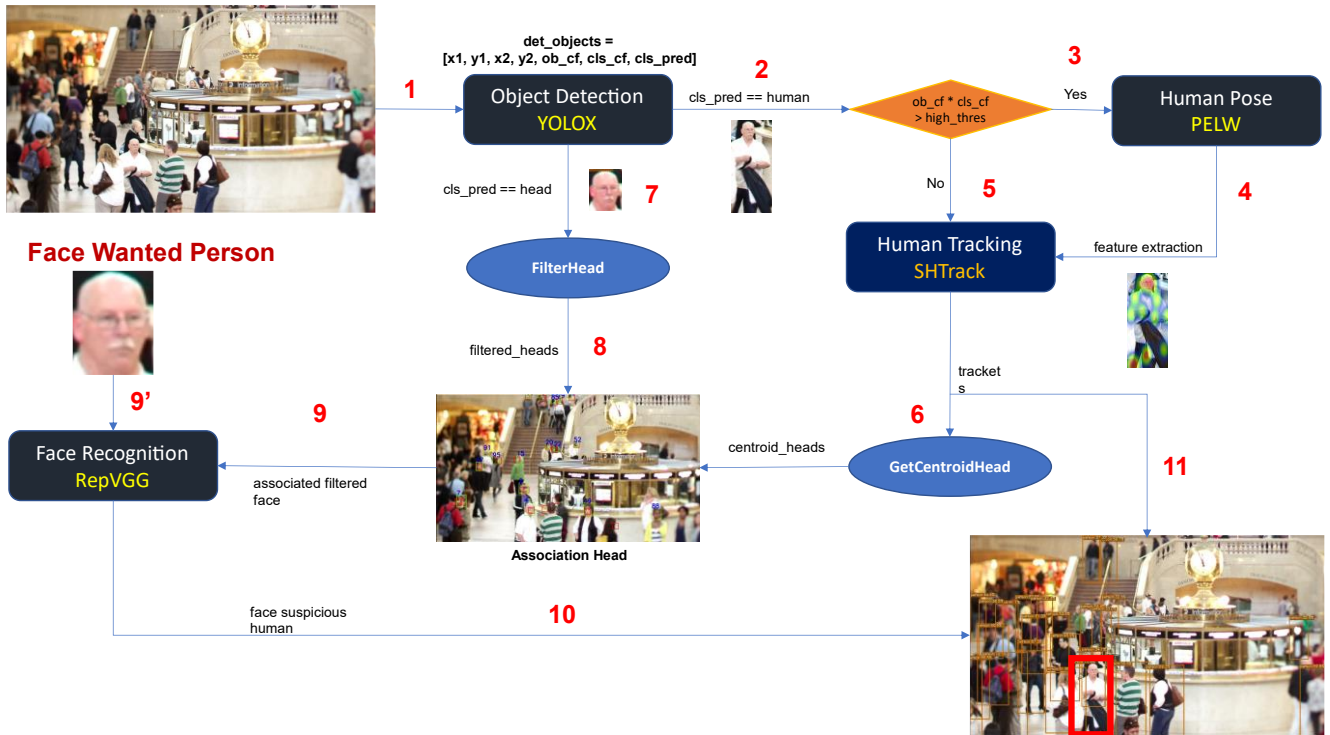 det_objects =
[x1, y1, x2, y2, ob_cf, cls_cf, cls_pred]
1
Object Detection
YOLOX
2
cls_pred == human
ob_cf * cls_cf
> high_thres
3
Yes
Human Pose
PELW
cls_pred == head
7
No
5
4
Face Wanted Person
FilterHead
Human Tracking
SHTrack
feature extraction
filtered_heads
8
tracket
s
9'
9
6
Face Recognition
RepVGG
associated filtered
face
centroid_heads
GetCentroidHead
11
Association Head
face suspicious
human
10